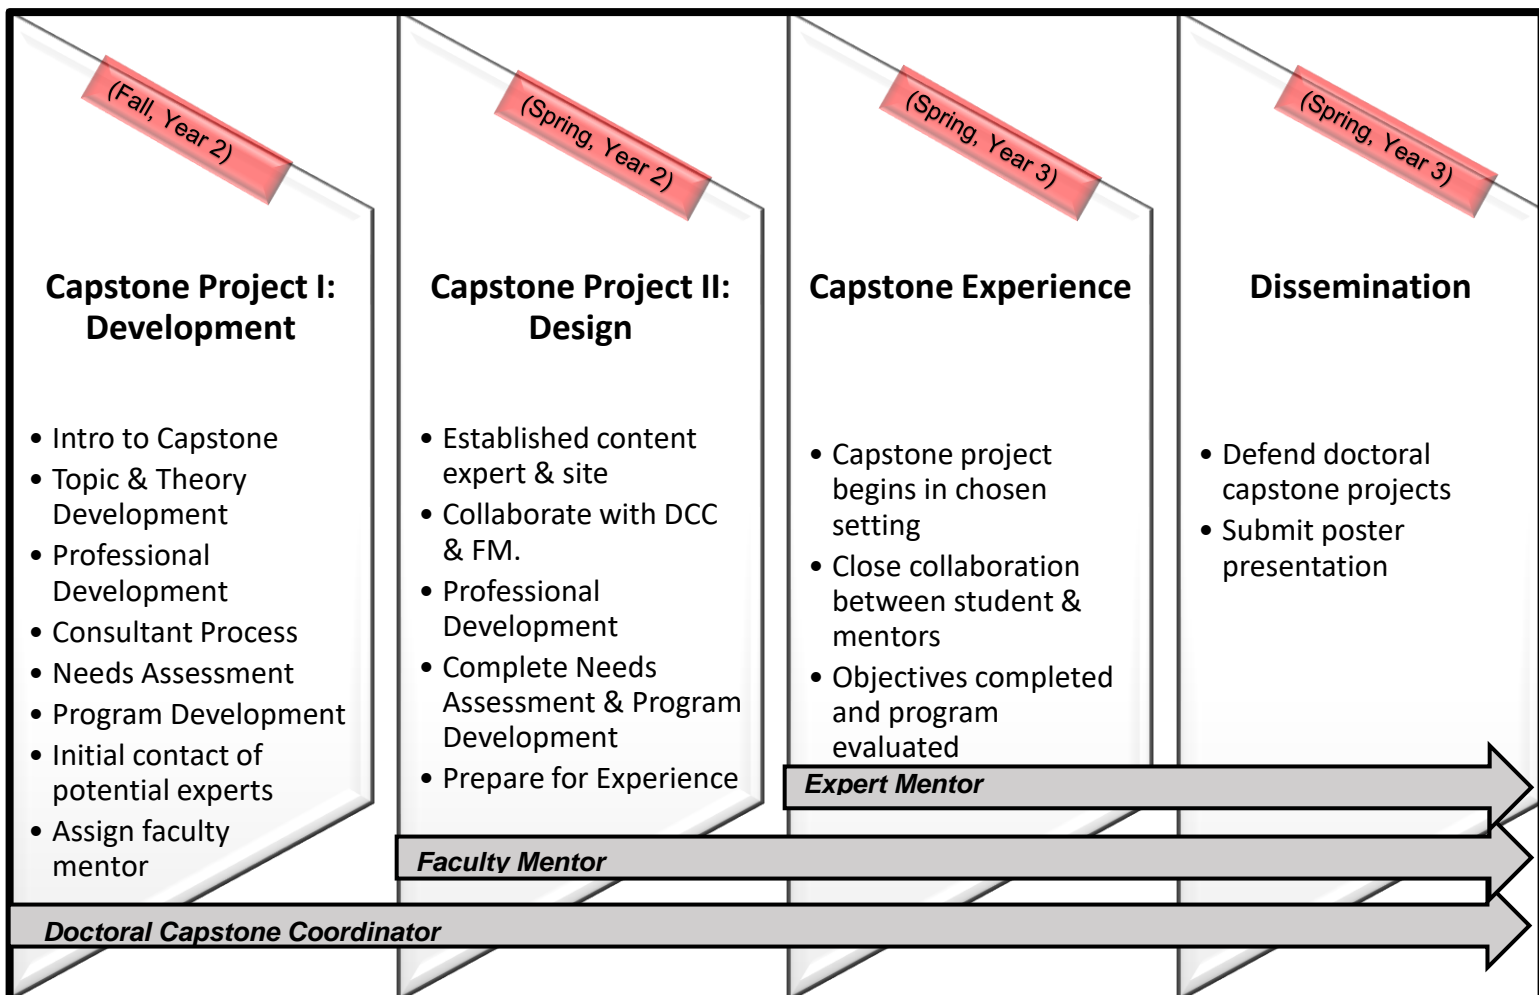 (Fall, Year 2)
Capstone Project I:
Development
• Intro to Capstone
• Topic & Theory
Development
• Professional
Development
• Consultant Process
• Needs Assessment
• Program Development
• Initial contact of
potential experts
• Assign faculty
mentor
(Spring, Year 2)
Capstone Project II:
Design
• Established content
expert & site
• Collaborate with DCC
& FM.
• Professional
Development
• Complete Needs
Assessment & Program
Development
• Prepare for Experience
(Spring, Year 3)
Capstone Experience
• Capstone project
begins in chosen
setting
• Close collaboration
between student &
mentors
• Objectives completed
and program
evaluated
(Spring, Year 3)
Dissemination
• Defend doctoral
capstone projects
• Submit poster
presentation
Expert Mentor
Faculty Mentor
Doctoral Capstone Coordinator